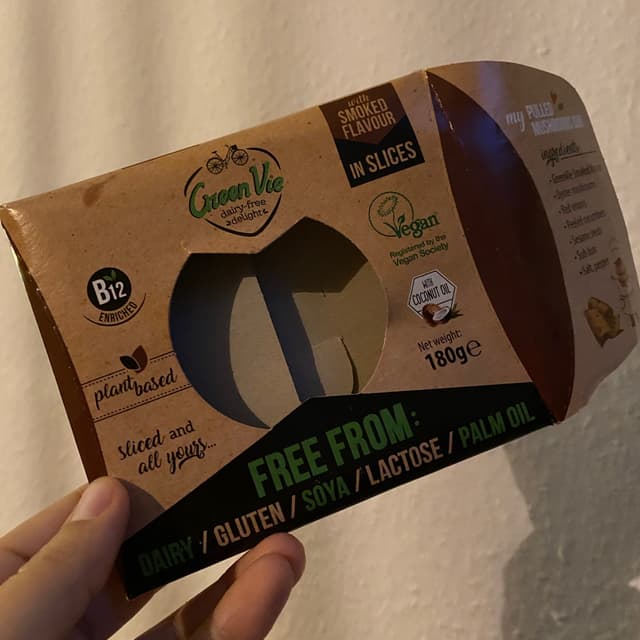 with
SMOKED
FLAVOUR
IN SLICES
Green Vie
dairy-free
delight
Vegan
Registered by the
Vegan Society
WITH
COCONUT OIL
Net weight:
180g℮
B12
ENRICHED
plant based
sliced and
all yours...
FREE FROM:
DAIRY / GLUTEN / SOYA / LACTOSE / PALM OIL
my PULLED
ingredients